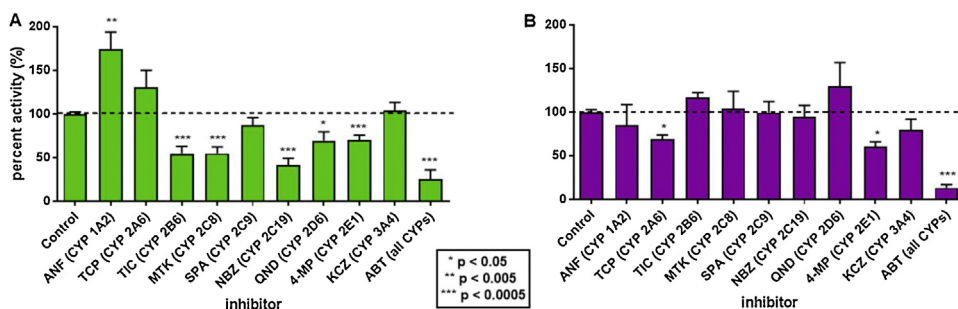 A
percent activity (%)
200
150
100
50
0
**
***
***
***
*
***
***
Control
ANF (CYP 1A2)
TCP (CYP 2A6)
TIC (CYP 2B6)
MTK (CYP 2C8)
SPA (CYP 2C9)
NBZ (CYP 2C19)
QND (CYP 2D6)
4-MP (CYP 2E1)
KCZ (CYP 3A4)
ABT (all CYPs)
inhibitor
* p < 0.05
** p < 0.005
*** p < 0.0005
B
200
150
100
50
0
*
*
***
Control
ANF (CYP 1A2)
TCP (CYP 2A6)
TIC (CYP 2B6)
MTK (CYP 2C8)
SPA (CYP 2C9)
NBZ (CYP 2C19)
QND (CYP 2D6)
4-MP (CYP 2E1)
KCZ (CYP 3A4)
ABT (all CYPs)
inhibitor